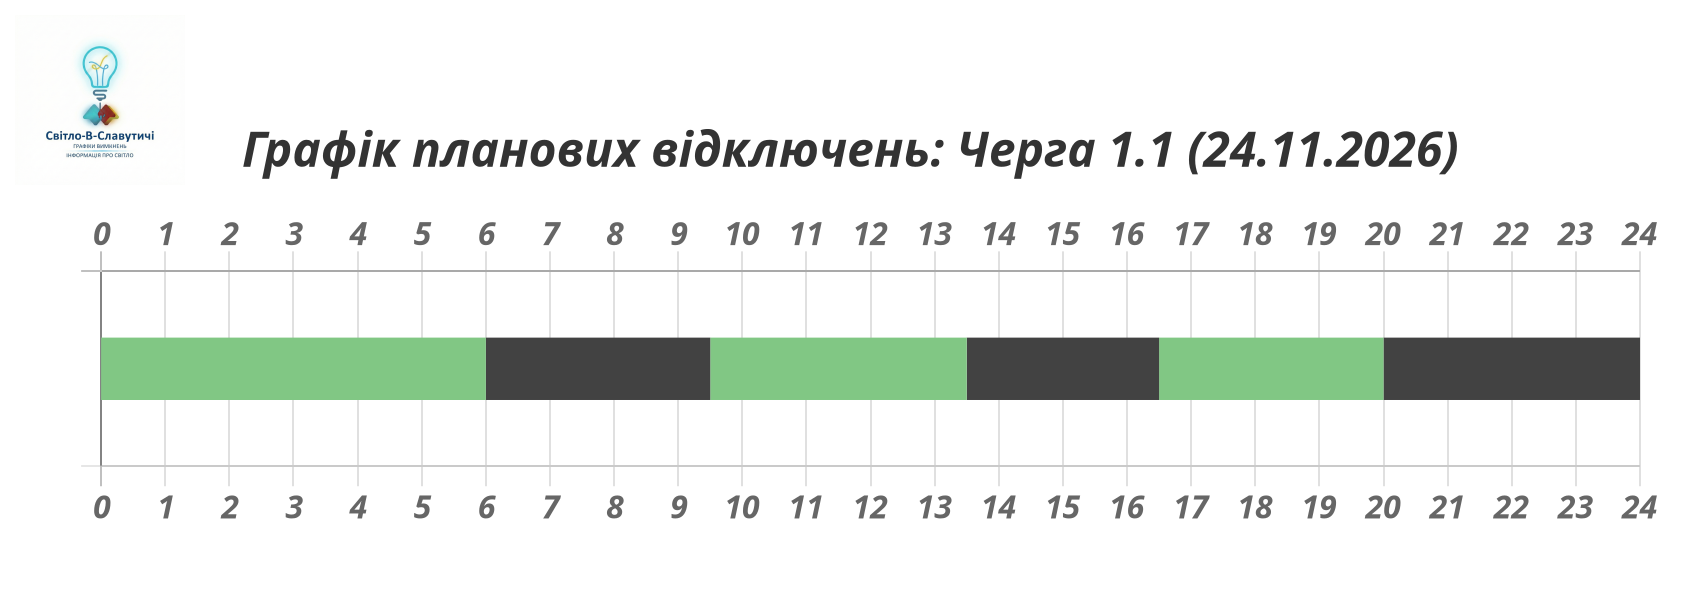 Світло-В-Славутичі
ГРАФІКИ ВИМКНЕНЬ
ІНФОРМАЦІЯ ПРО СВІТЛО
Графік планових відключень: Черга 1.1 (24.11.2026)
0 1 2 3 4 5 6 7 8 9 10 11 12 13 14 15 16 17 18 19 20 21 22 23 24
0 1 2 3 4 5 6 7 8 9 10 11 12 13 14 15 16 17 18 19 20 21 22 23 24